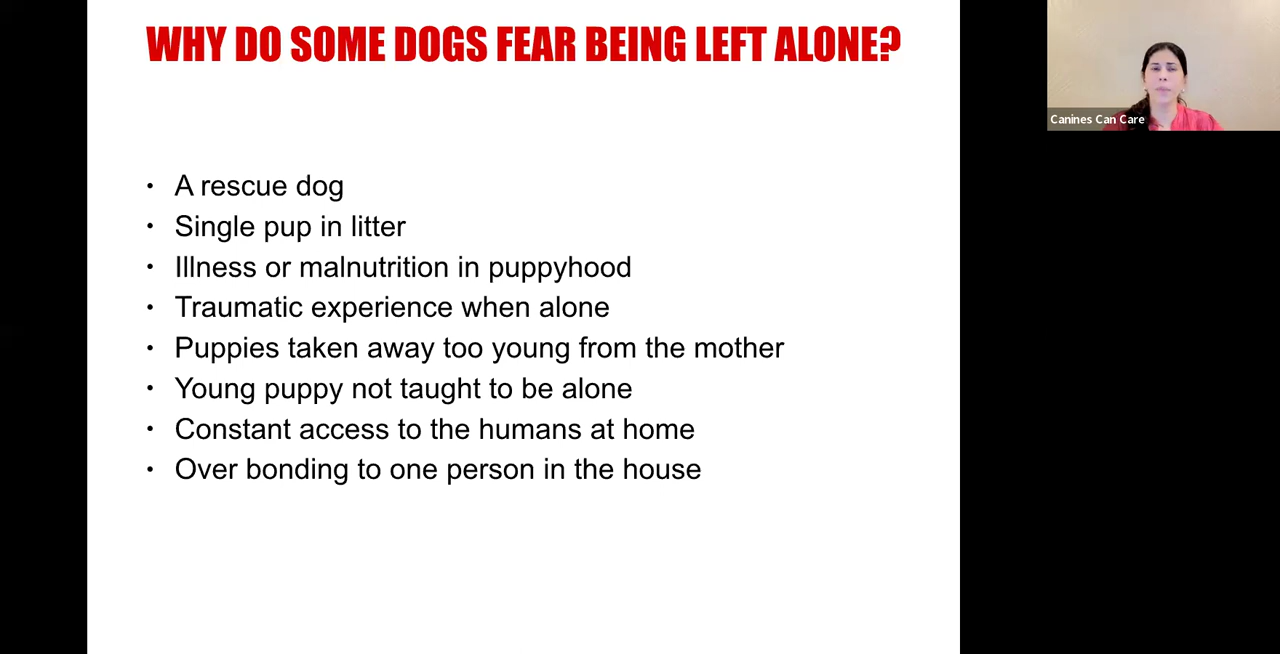 WHY DO SOME DOGS FEAR BEING LEFT ALONE?
Canines Can Care
• A rescue dog
• Single pup in litter
• Illness or malnutrition in puppyhood
• Traumatic experience when alone
• Puppies taken away too young from the mother
• Young puppy not taught to be alone
• Constant access to the humans at home
• Over bonding to one person in the house